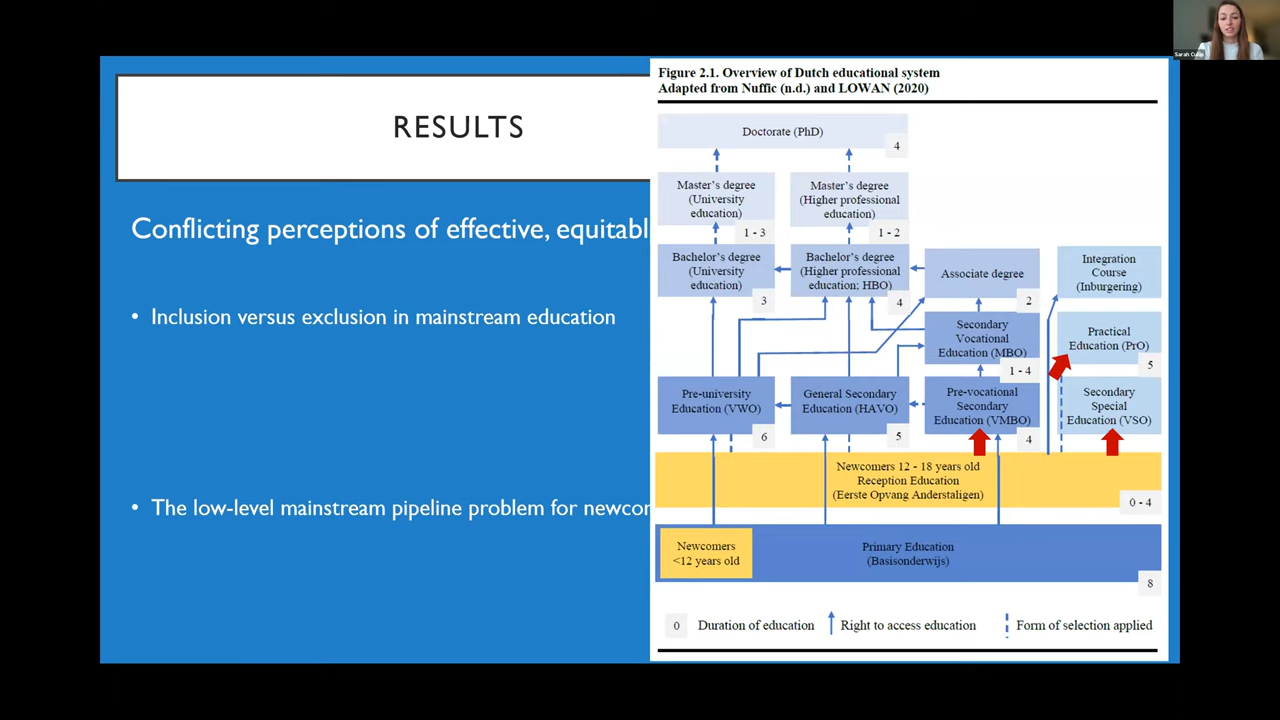 Sarah
RESULTS
Conflicting perceptions of effective, equitabl
• Inclusion versus exclusion in mainstream education
• The low-level mainstream pipeline problem for newcor
Figure 2.1. Overview of Dutch educational system
Adapted from Nuffic (n.d.) and LOWAN (2020)
Doctorate (PhD)
4
Master's degree
(University
education)
1 - 3
Master's degree
(Higher professional
education)
1 - 2
Bachelor's degree
(University
education)
3
Bachelor's degree
(Higher professional
education; HBO)
4
Associate degree
2
Integration
Course
(Inburgering)
Secondary
Vocational
Education (MBO)
1 - 4
Practical
Education (PrO)
5
Pre-university
Education (VWO)
6
General Secondary
Education (HAVO)
5
Pre-vocational
Secondary
Education (VMBO)
4
Secondary
Special
Education (VSO)
Newcomers 12 - 18 years old
Reception Education
(Eerste Opvang Anderstaligen)
0 - 4
Newcomers
<12 years old
Primary Education
(Basisonderwijs)
8
0
Duration of education
Right to access education
Form of selection applied